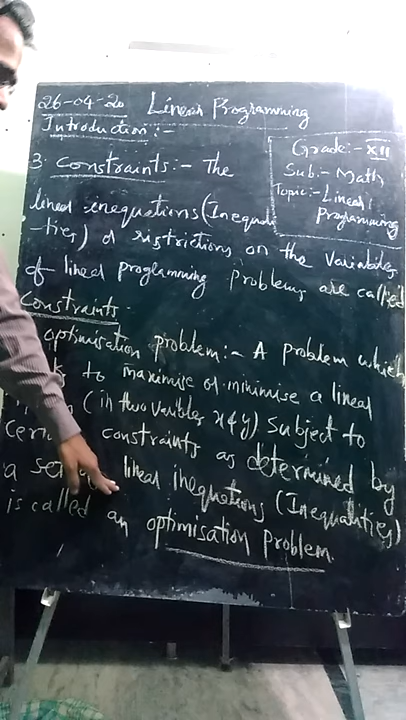 26-04-20 Linear Programming
Introduction:-
Grade:- XII
Sub:- Math
Topic:- Linear
Programming
3. Constraints:- The
linear inequations (Inequali
-ties) or ristrictions on the variables
of linear proglamming problems are called
Constraints.
optimisation problem:- A problem which
to maximise or minimise a linear
(in two variables x & y) subject to
constraints as determined by
a set linear inequations (Inequalities)
is called an optimisation problem.